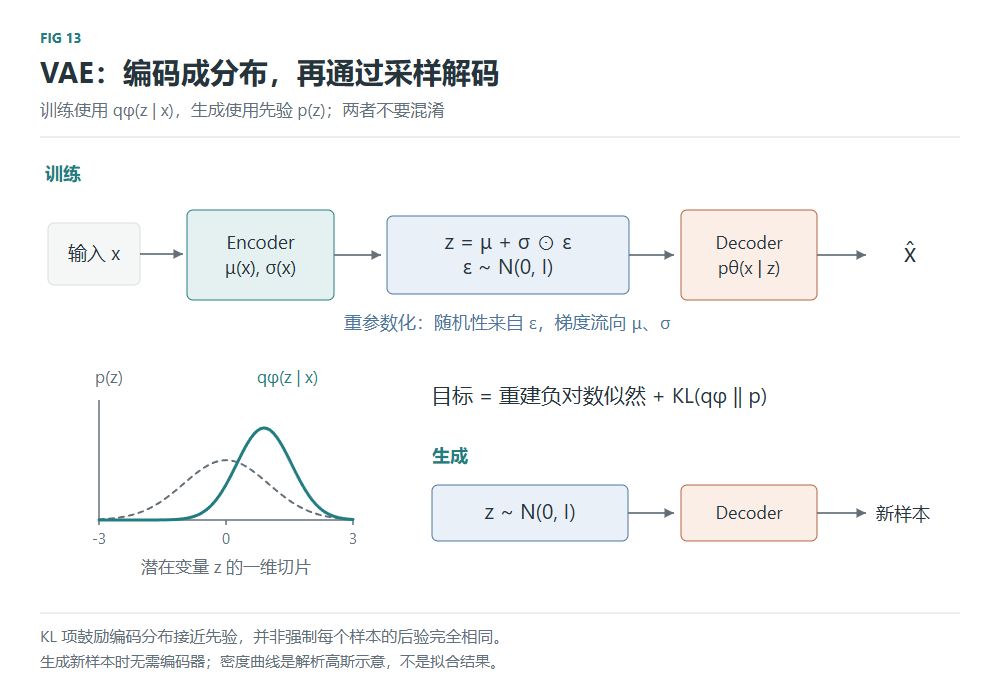 FIG 13
VAE：编码成分布，再通过采样解码
训练使用 qφ(z | x)，生成使用先验 p(z)；两者不要混淆
训练
输入 x
Encoder
μ(x), σ(x)
z = μ + σ ⊙ ε
ε ~ N(0, I)
Decoder
pθ(x | z)
x̂
重参数化：随机性来自 ε，梯度流向 μ、σ
p(z)
qφ(z | x)
-3
0
3
潜在变量 z 的一维切片
目标 = 重建负对数似然 + KL(qφ ‖ p)
生成
z ~ N(0, I)
Decoder
新样本
KL 项鼓励编码分布接近先验，并非强制每个样本的后验完全相同。
生成新样本时无需编码器；密度曲线是解析高斯示意，不是拟合结果。